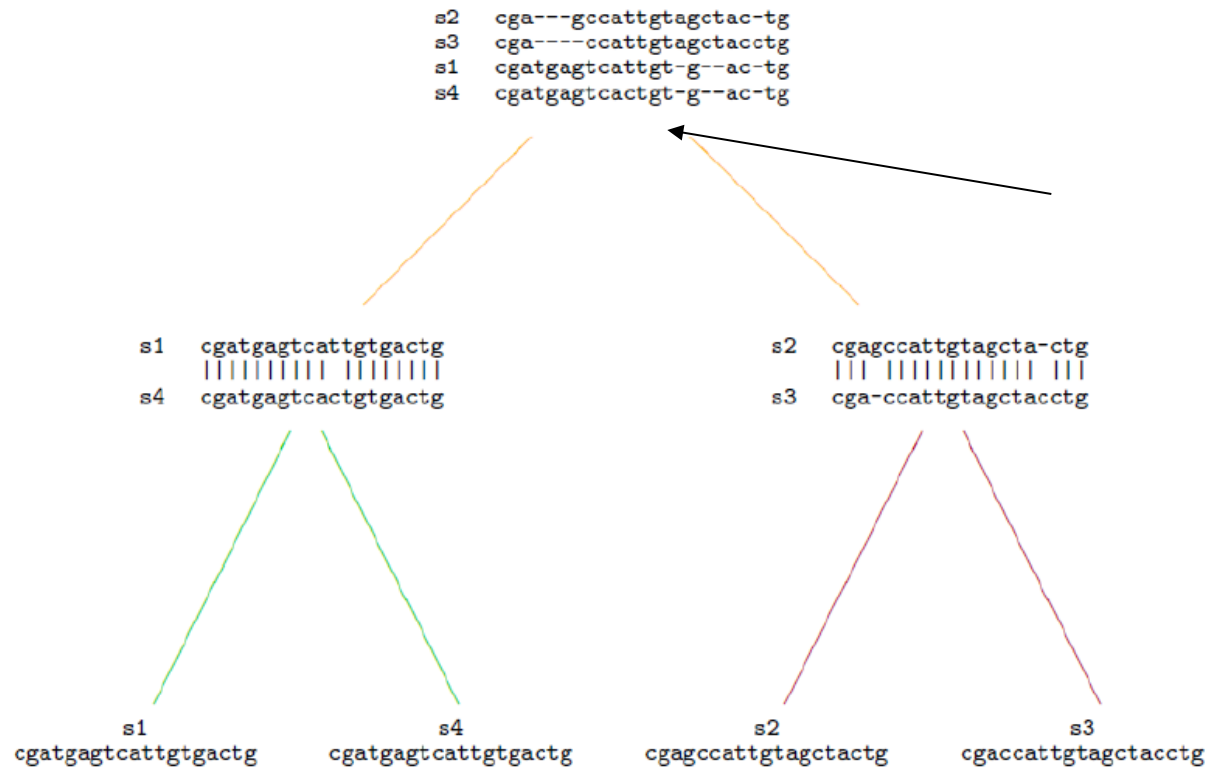 s2 cga---gccattgtagctac-tg
s3 cga----ccattgtagctacctg
s1 cgatgagtcattgt-g--ac-tg
s4 cgatgagtcactgt-g--ac-tg
s1 cgatgagtcattgtgactg
|||||||||| ||||||||
s4 cgatgagtcactgtgactg
s2 cgagccattgtagcta-ctg
||| |||||||||||| |||
s3 cga-ccattgtagctacctg
s1
cgatgagtcattgtgactg
s4
cgatgagtcattgtgactg
s2
cgagccattgtagctactg
s3
cgaccattgtagctacctg